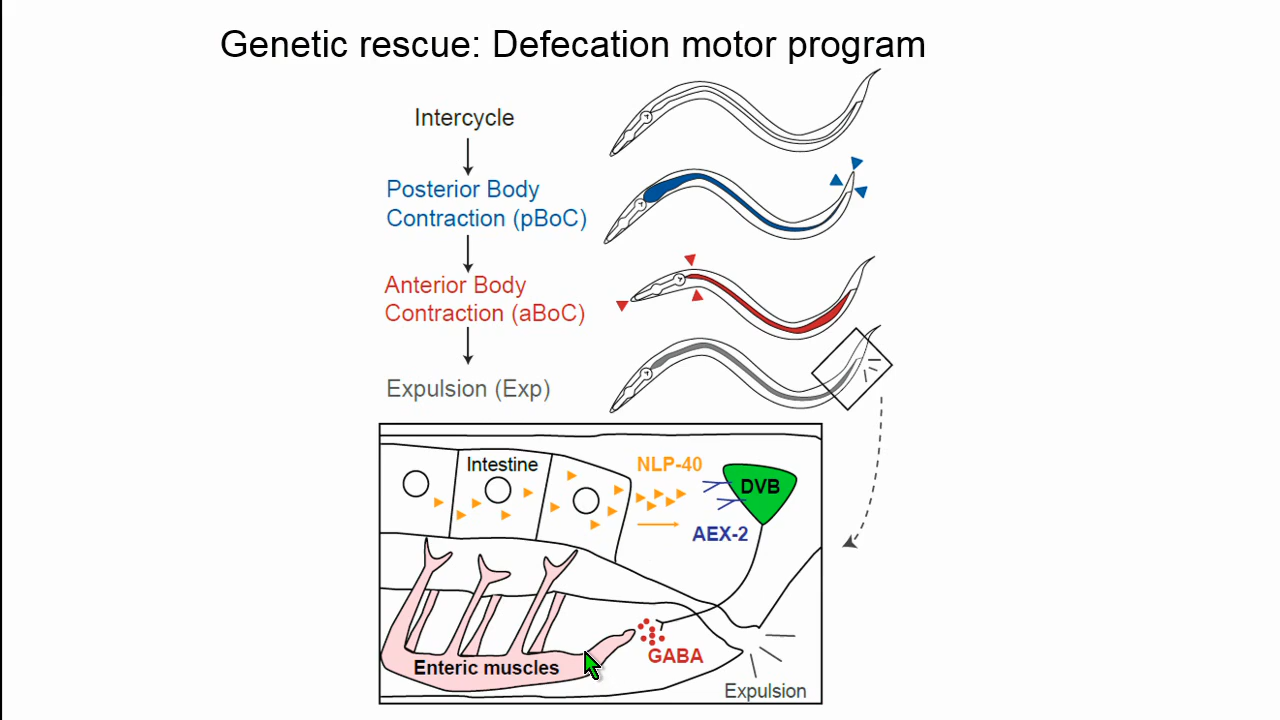 Genetic rescue: Defecation motor program
Intercycle
Posterior Body
Contraction (pBoC)
Anterior Body
Contraction (aBoC)
Expulsion (Exp)
Intestine
NLP-40
DVB
AEX-2
Enteric muscles
GABA
Expulsion